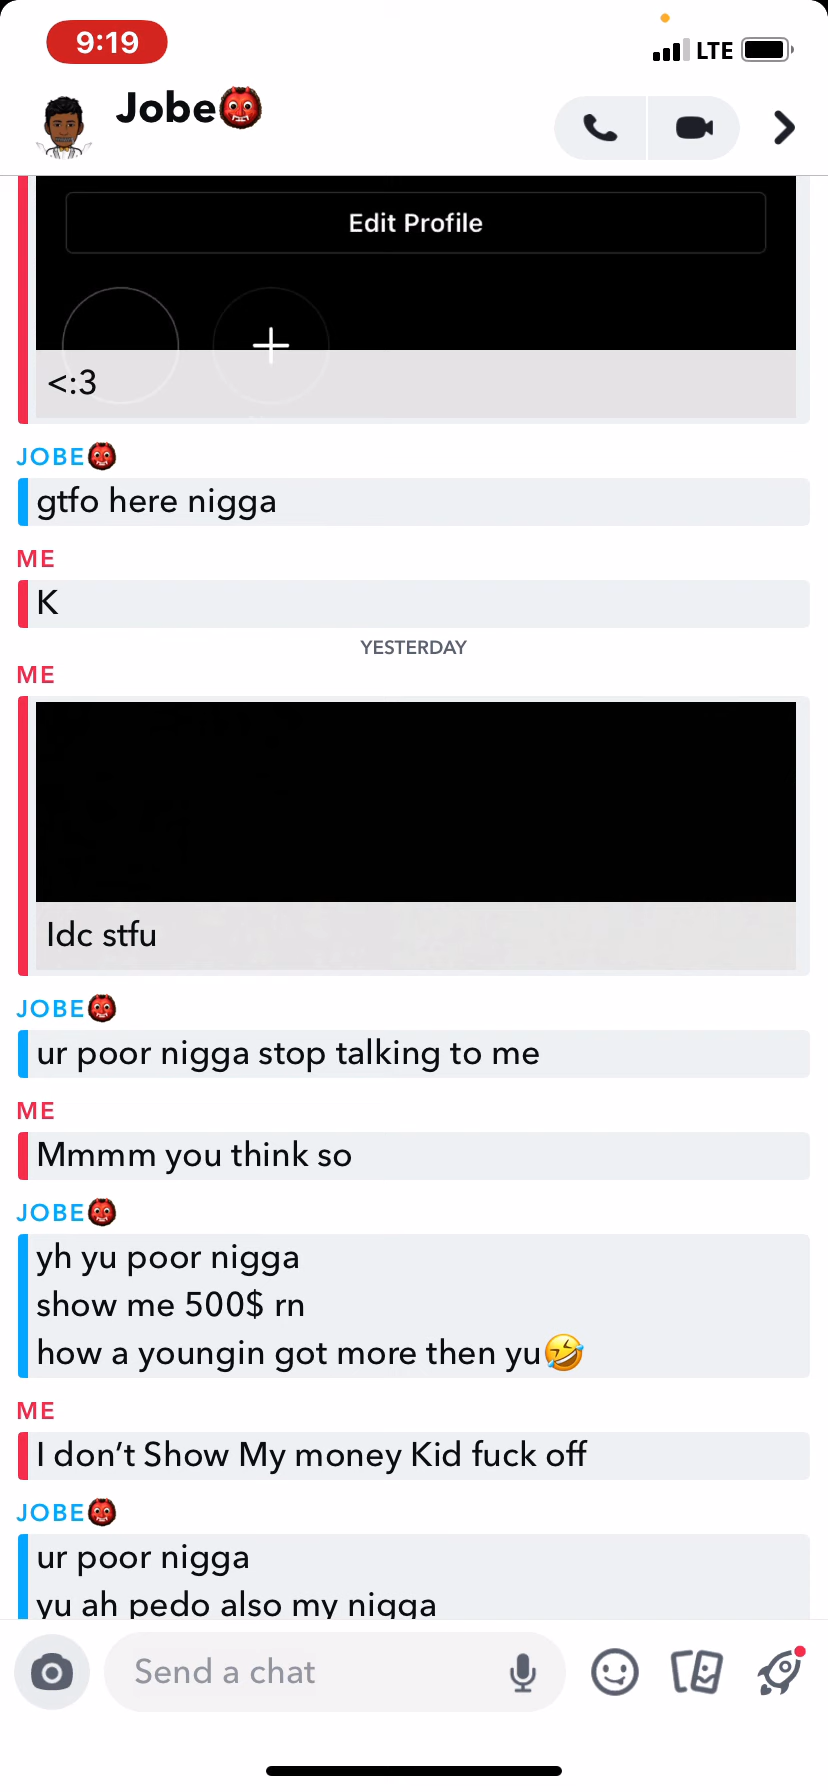 9:19
LTE
Jobe👹
Edit Profile
<:3
JOBE👹
gtfo here nigga
ME
K
YESTERDAY
ME
Idc stfu
JOBE👹
ur poor nigga stop talking to me
ME
Mmmm you think so
JOBE👹
yh yu poor nigga
show me 500$ rn
how a youngin got more then yu🤣
ME
I don't Show My money Kid fuck off
JOBE👹
ur poor nigga
yu ah pedo also my nigga
Send a chat